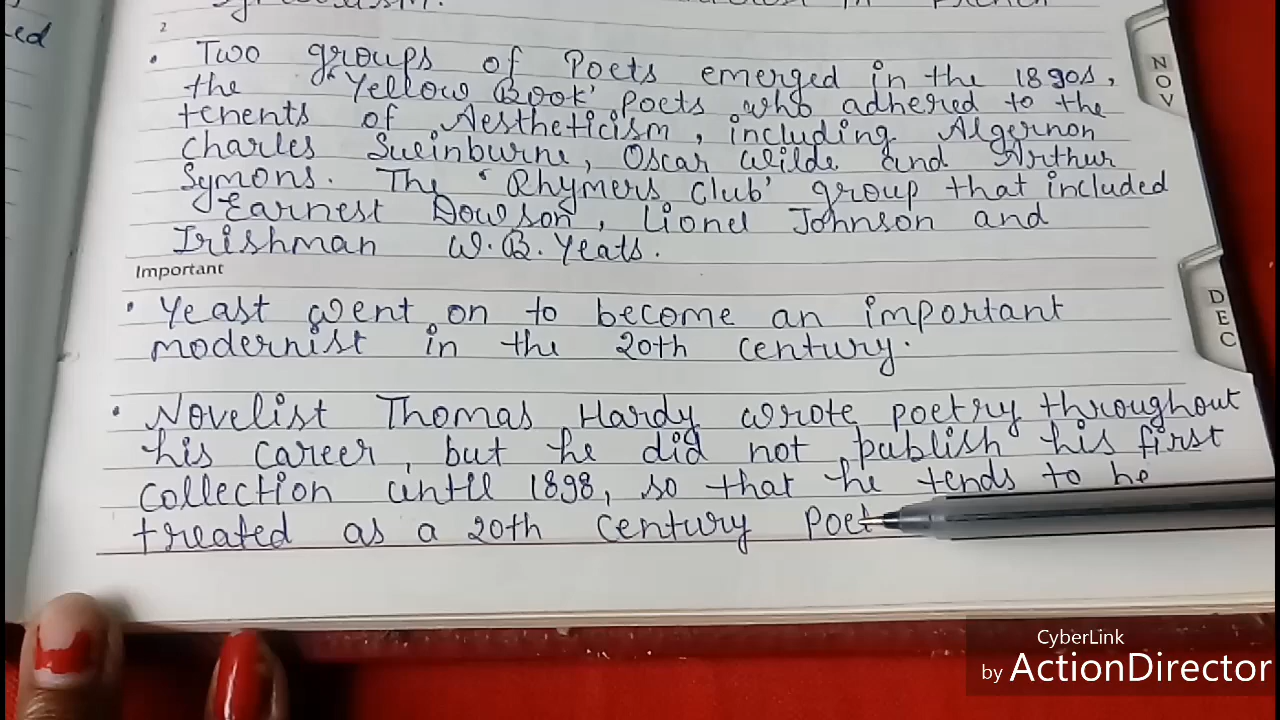 ed
2
• Two groups of Poets emerged in the 1890s,
the "Yellow Book' poets who adhered to the
tenents of Aestheticism, including Algernon
Charles Swinburne, Oscar Wilde and Arthur
Symons. The 'Rhymers Club' group that included
Earnest Dowson, Lionel Johnson and
Irishman W.B. Yeats.
Important
• Yeast went on to become an important
modernist in the 20th century.
• Novelist Thomas Hardy wrote poetry throughout
his career, but he did not publish his first
collection until 1898, so that he tends to be
treated as a 20th century Poet
NOV
DEC
CyberLink
by ActionDirector